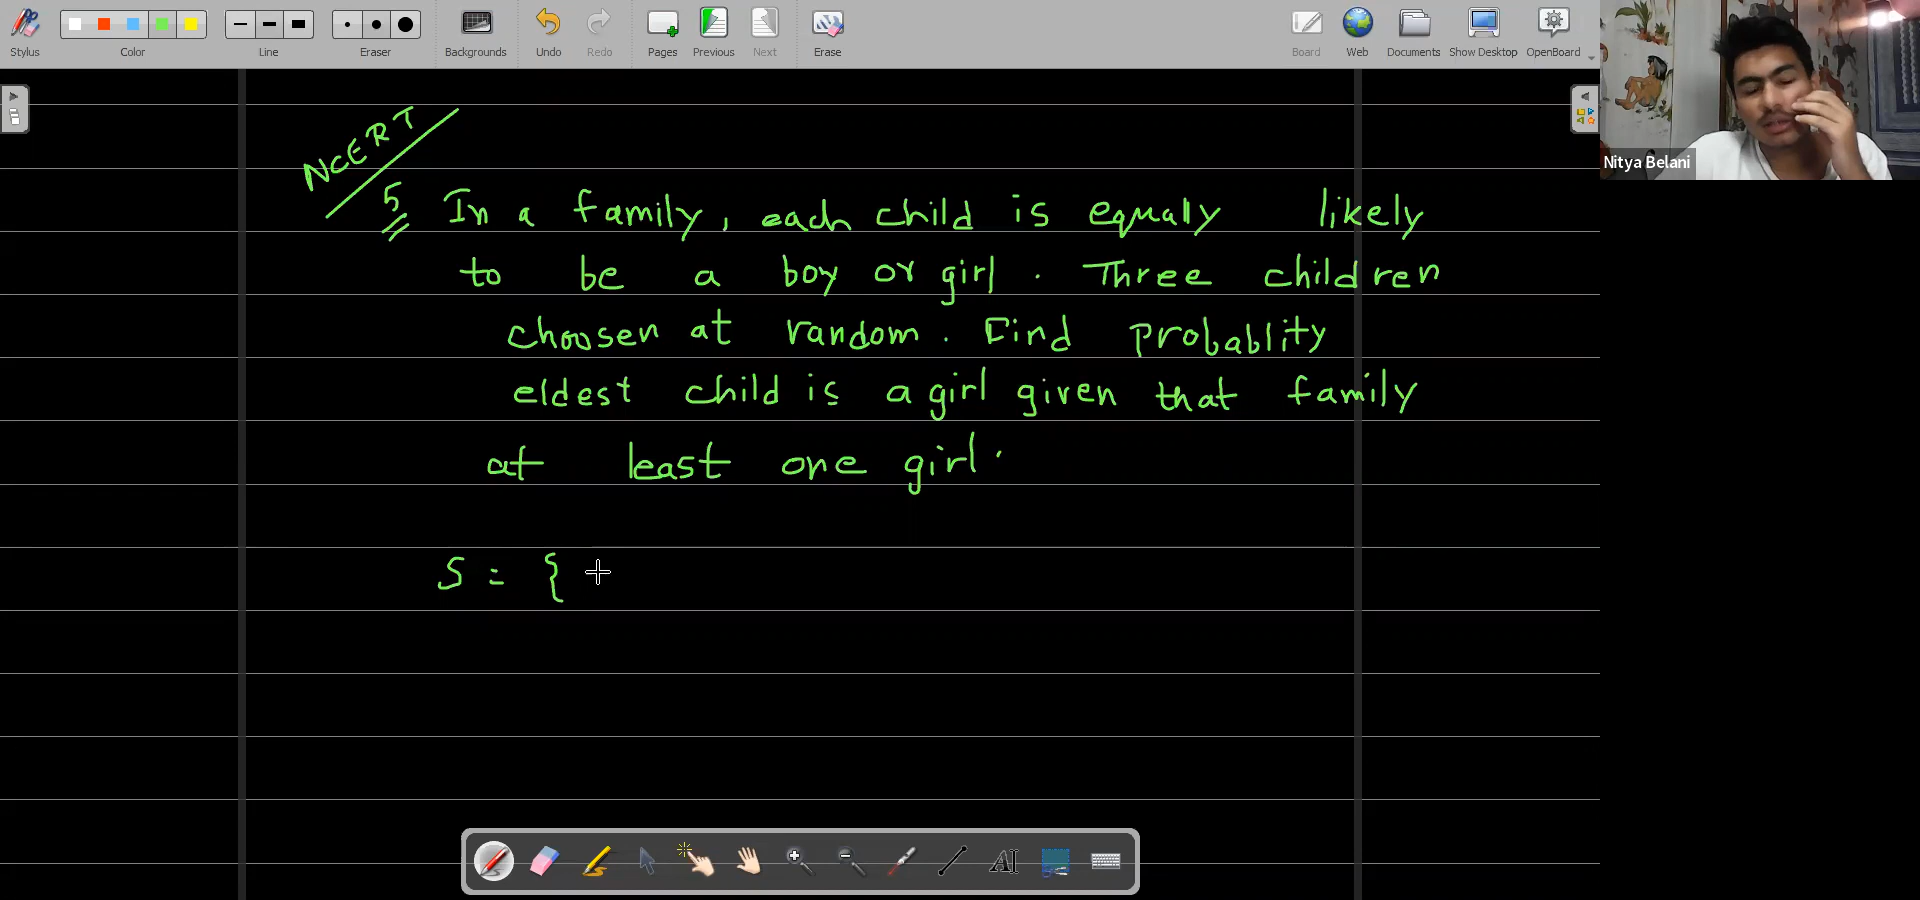 Stylus
Color
Line
Eraser
Backgrounds
Undo
Redo
Pages
Previous
Next
Erase
Board
Web
Documents
Show Desktop
OpenBoard
Nitya Belani
NCERT
5 In a family, each child is equally likely
to be a boy or girl. Three children
choosen at random. Find probablity
eldest child is a girl given that family
at least one girl.
S = {
AI